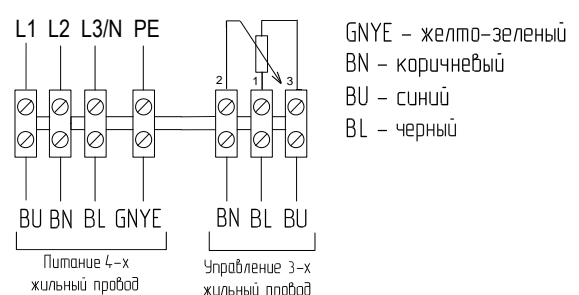 L1 L2 L3/N PE
2 1 3
BU BN BL GNYE
BN BL BU
Питание 4-х
жильный провод
Управление 3-х
жильный провод
GNYE - желто-зеленый
BN - коричневый
BU - синий
BL - черный